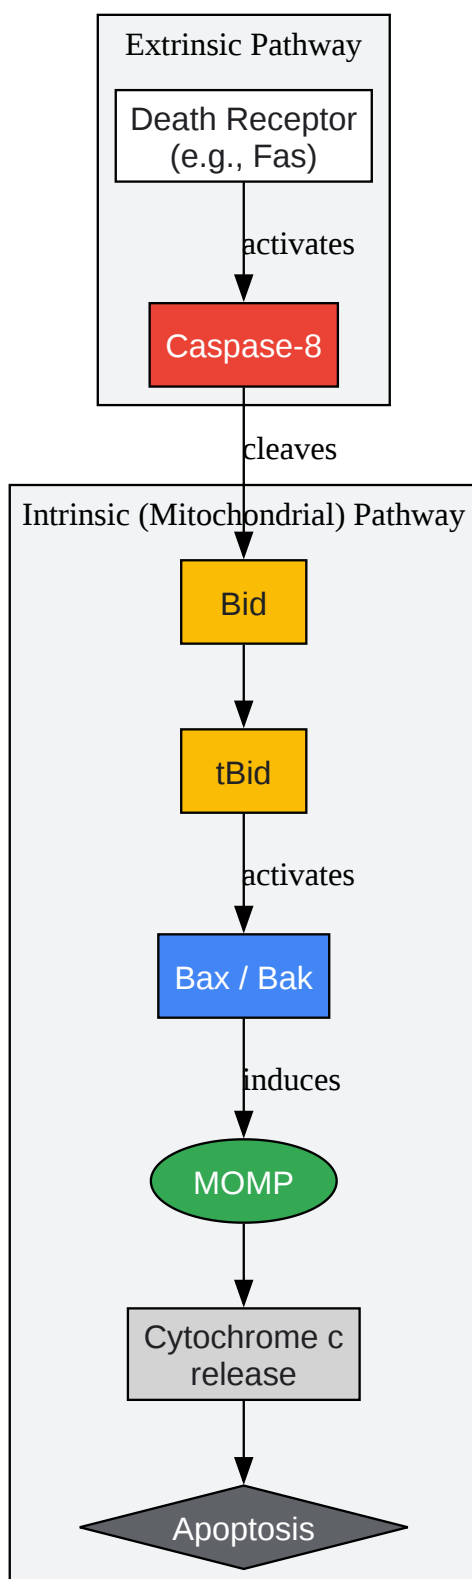 Extrinsic Pathway
Death Receptor
(e.g., Fas)
activates
Caspase-8
cleaves
Intrinsic (Mitochondrial) Pathway
Bid
tBid
activates
Bax / Bak
induces
MOMP
Cytochrome c
release
Apoptosis